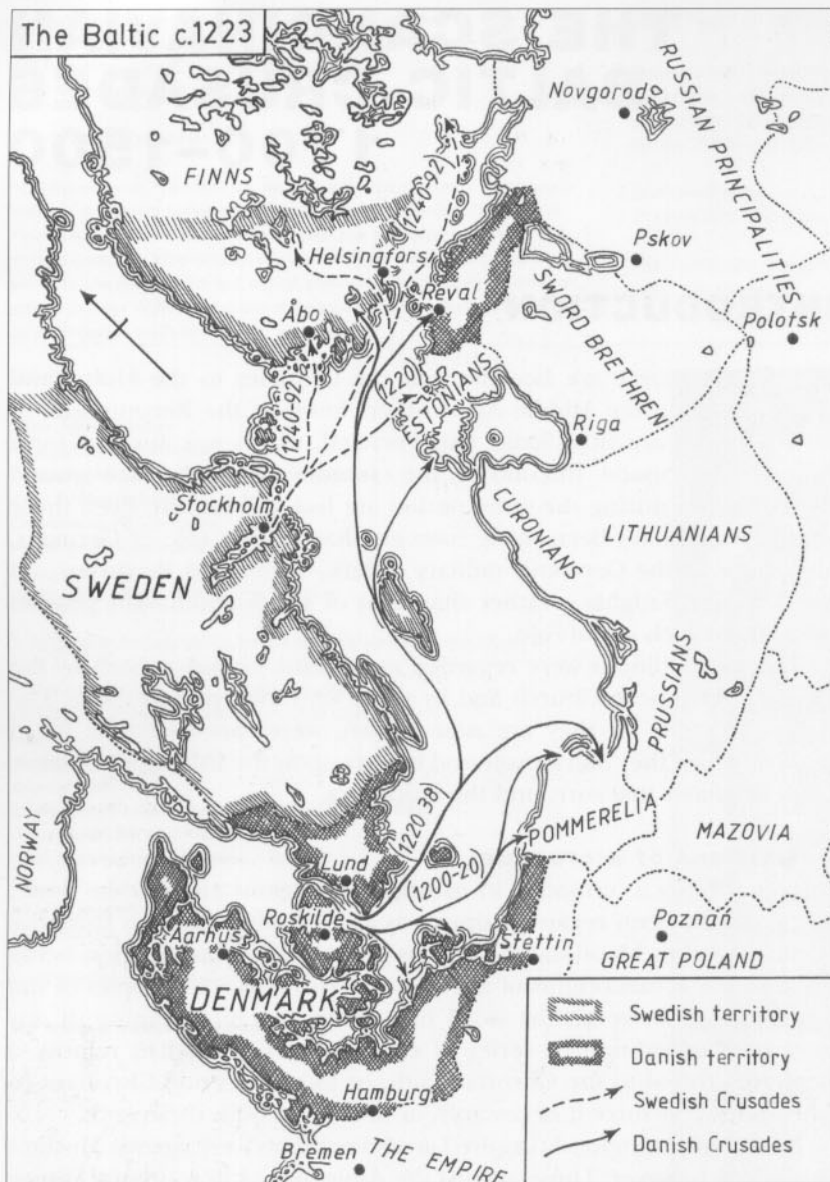 The Baltic c.1223
RUSSIAN PRINCIPALITIES
Novgorod
FINNS
(1240-92)
Pskov
Helsingfors
Reval
SWORD BRETHREN
Polotsk
Åbo
(1220)
ESTONIANS
(1240-92)
Riga
Stockholm
CURONIANS
LITHUANIANS
SWEDEN
PRUSSIANS
NORWAY
1220 38
POMMERELIA
MAZOVIA
Lund
(1200-20)
Roskilde
Poznań
Aarhus
Stettin
GREAT POLAND
DENMARK
Swedish territory
Danish territory
Hamburg
Swedish Crusades
Danish Crusades
Bremen
THE EMPIRE